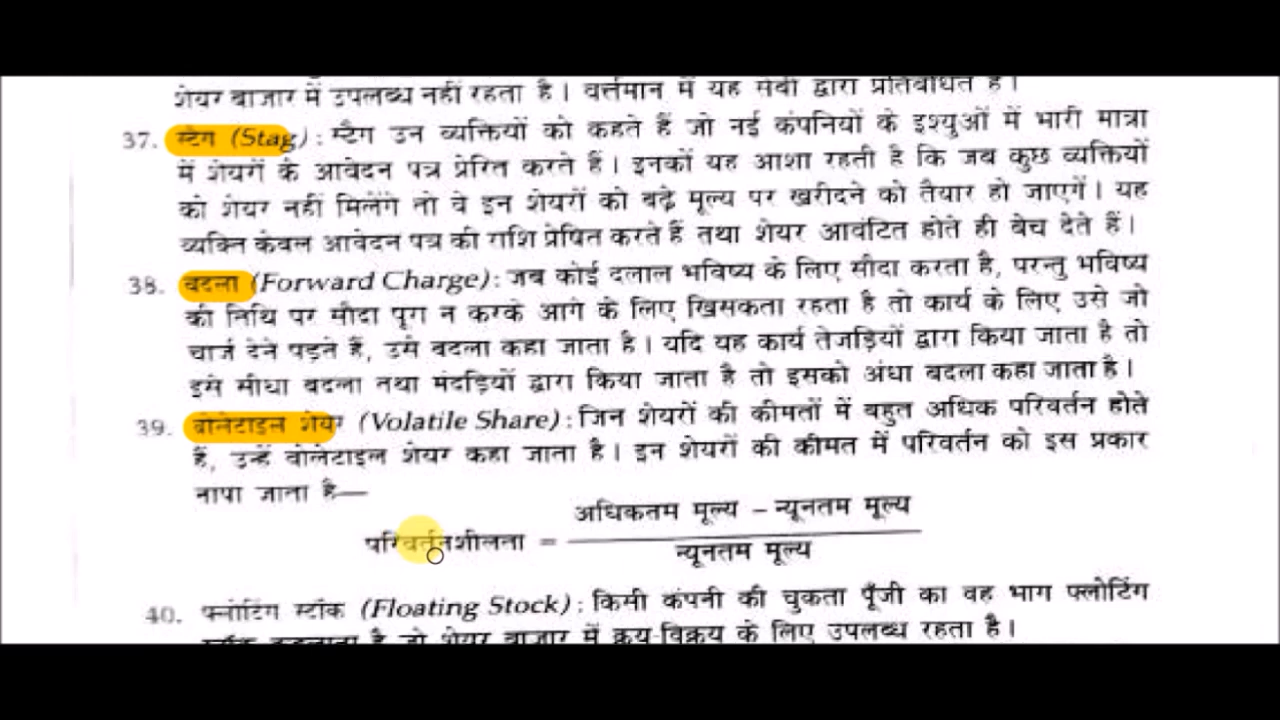 शेयर बाजार में उपलब्ध नहीं रहता है। वर्त्तमान में यह सेबी द्वारा प्रतिबंधित है।
37. स्टैग (Stag) : स्टैग उन व्यक्तियों को कहते हैं जो नई कंपनियों के इश्युओं में भारी मात्रा
में शेयरों के आवेदन पत्र प्रेरित करते हैं। इनकों यह आशा रहती है कि जब कुछ व्यक्तियों
को शेयर नहीं मिलेंगे तो वे इन शेयरों को बढ़े मूल्य पर खरीदने को तैयार हो जाएगें। यह
व्यक्ति केवल आवेदन पत्र की राशि प्रेषित करते हैं तथा शेयर आवंटित होते ही बेच देते हैं।
38. बदला (Forward Charge) : जब कोई दलाल भविष्य के लिए सौदा करता है, परन्तु भविष्य
की तिथि पर सौदा पूरा न करके आगे के लिए खिसकता रहता है तो कार्य के लिए उसे जो
चार्ज देने पड़ते हैं, उसे बदला कहा जाता है। यदि यह कार्य तेजड़ियों द्वारा किया जाता है तो
इसे सीधा बदला तथा मंदड़ियों द्वारा किया जाता है तो इसको अंधा बदला कहा जाता है।
39. वोलेटाइल शेयर (Volatile Share) : जिन शेयरों की कीमतों में बहुत अधिक परिवर्तन होते
हैं, उन्हें वोलेटाइल शेयर कहा जाता है। इन शेयरों की कीमत में परिवर्तन को इस प्रकार
नापा जाता है—
परिवर्तनशीलता = अधिकतम मूल्य – न्यूनतम मूल्य
न्यूनतम मूल्य
40. फ्लोटिंग स्टॉक (Floating Stock) : किसी कंपनी की चुकता पूँजी का वह भाग फ्लोटिंग
स्टॉक कहलाता है जो शेयर बाजार में क्रय-विक्रय के लिए उपलब्ध रहता है।